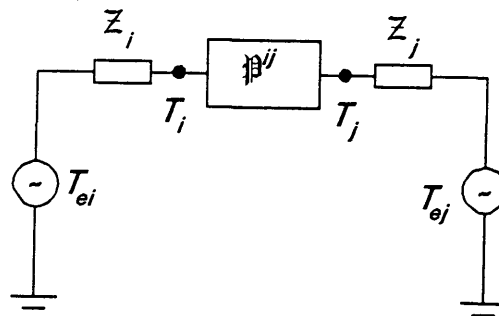 Z_i
P^ij
Z_j
T_i
T_j
T_ei
~
T_ej
~